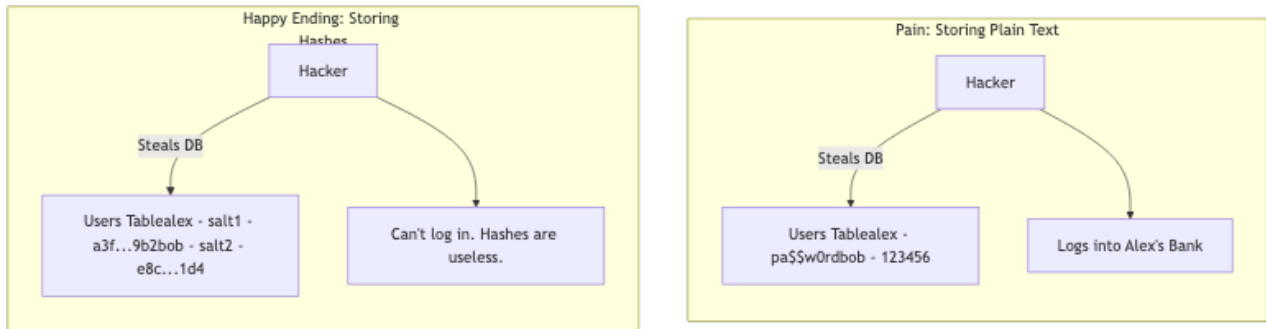 Happy Ending: Storing
Hashes
Hacker
Steals DB
Users Tablealex - salt1 -
a3f...9b2bob - salt2 -
e8c...1d4
Can't log in. Hashes are
useless.
Pain: Storing Plain Text
Hacker
Steals DB
Users Tablealex -
pa$$w0rdbob - 123456
Logs into Alex's Bank